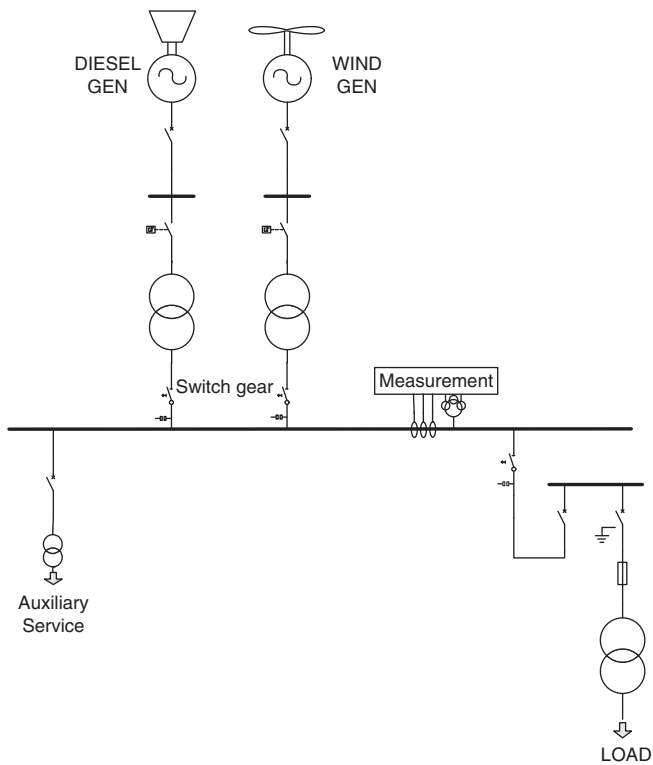 DIESEL
GEN
WIND
GEN
Switch gear
Measurement
Auxiliary
Service
LOAD